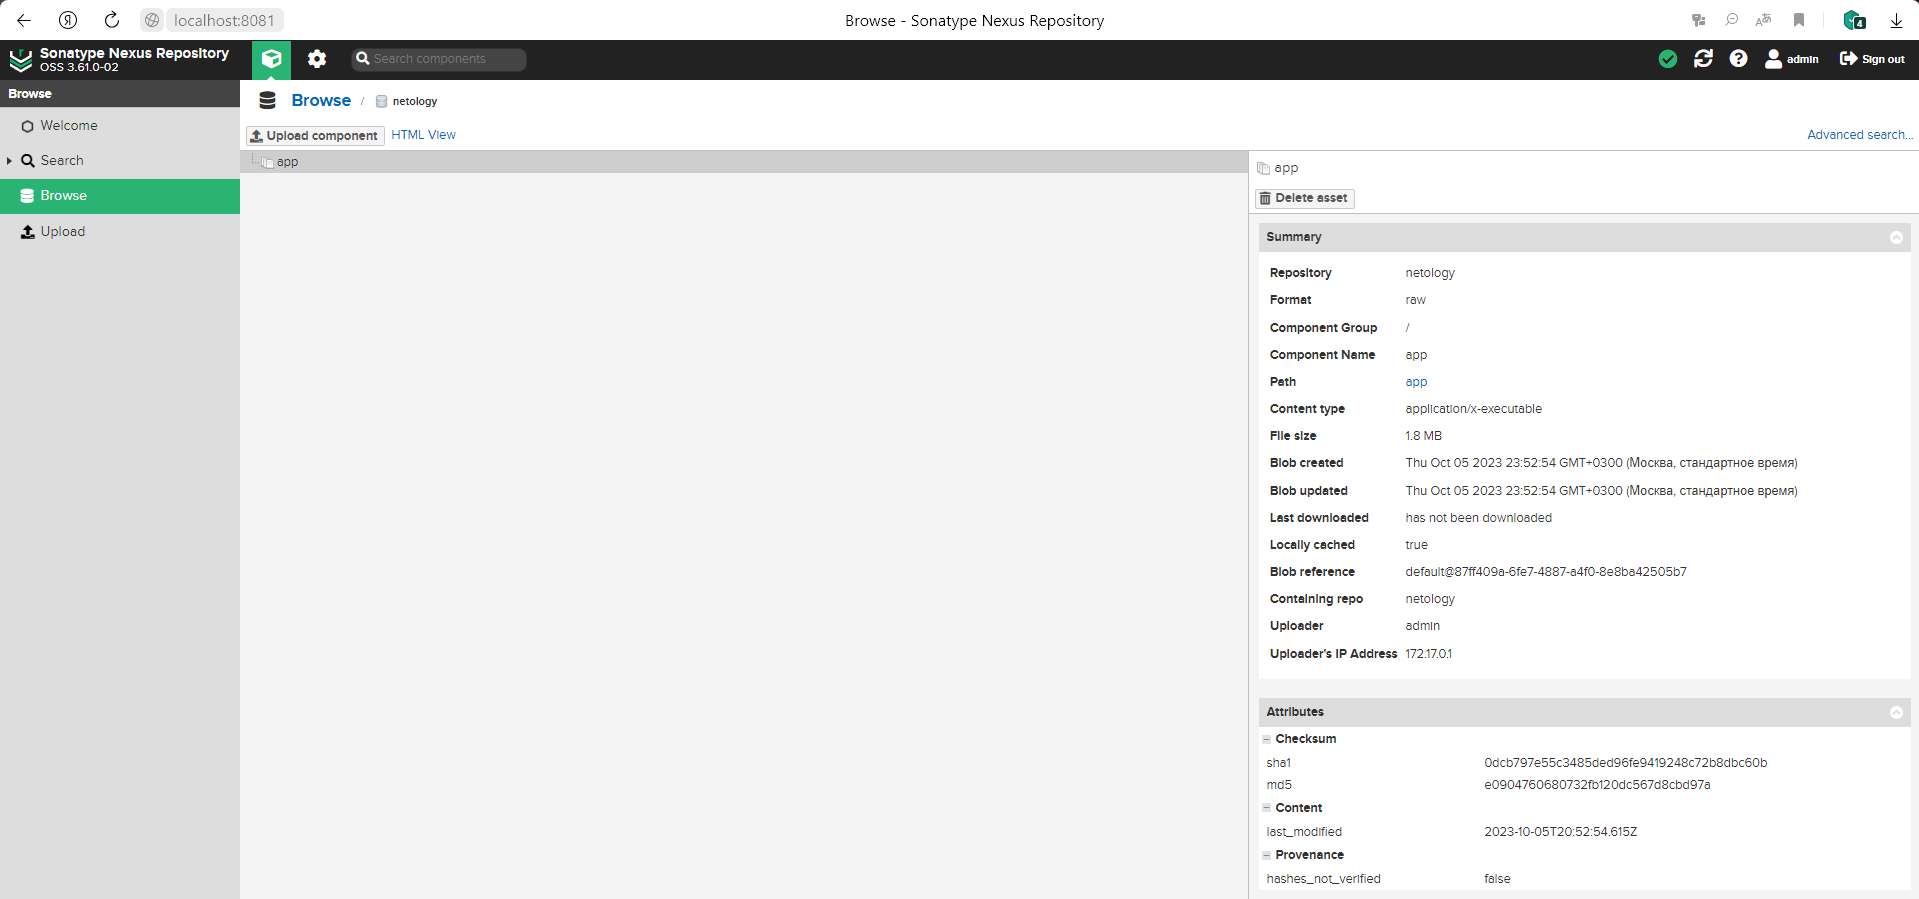 localhost:8081
Browse - Sonatype Nexus Repository
4
Sonatype Nexus Repository
OSS 3.61.0-02
Search components
admin
Sign out
Browse
Welcome
Search
Browse
Upload
Browse / netology
Upload component HTML View
Advanced search...
app
app
Delete asset
Summary
Repository netology
Format raw
Component Group /
Component Name app
Path app
Content type application/x-executable
File size 1.8 MB
Blob created Thu Oct 05 2023 23:52:54 GMT+0300 (Москва, стандартное время)
Blob updated Thu Oct 05 2023 23:52:54 GMT+0300 (Москва, стандартное время)
Last downloaded has not been downloaded
Locally cached true
Blob reference default@87ff409a-6fe7-4887-a4f0-8e8ba42505b7
Containing repo netology
Uploader admin
Uploader's IP Address 172.17.0.1
Attributes
Checksum
sha1 0dcb797e55c3485ded96fe9419248c72b8dbc60b
md5 e0904760680732fb120dc567d8cbd97a
Content
last_modified 2023-10-05T20:52:54.615Z
Provenance
hashes_not_verified false